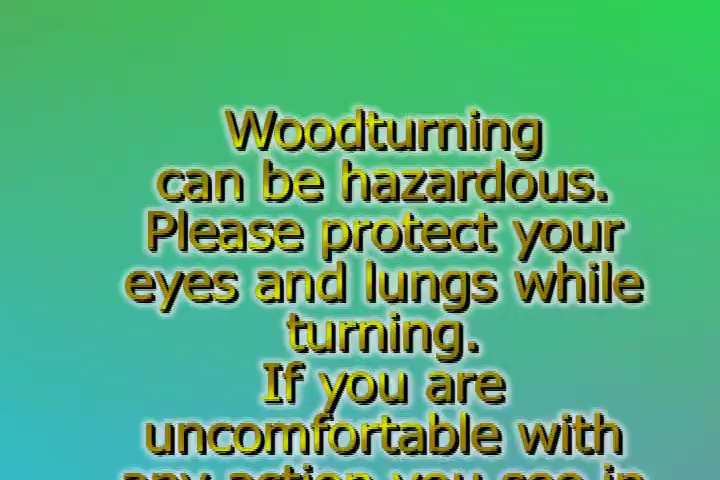 Woodturning
can be hazardous.
Please protect your
eyes and lungs while
turning.
If you are
uncomfortable with
any action you see in